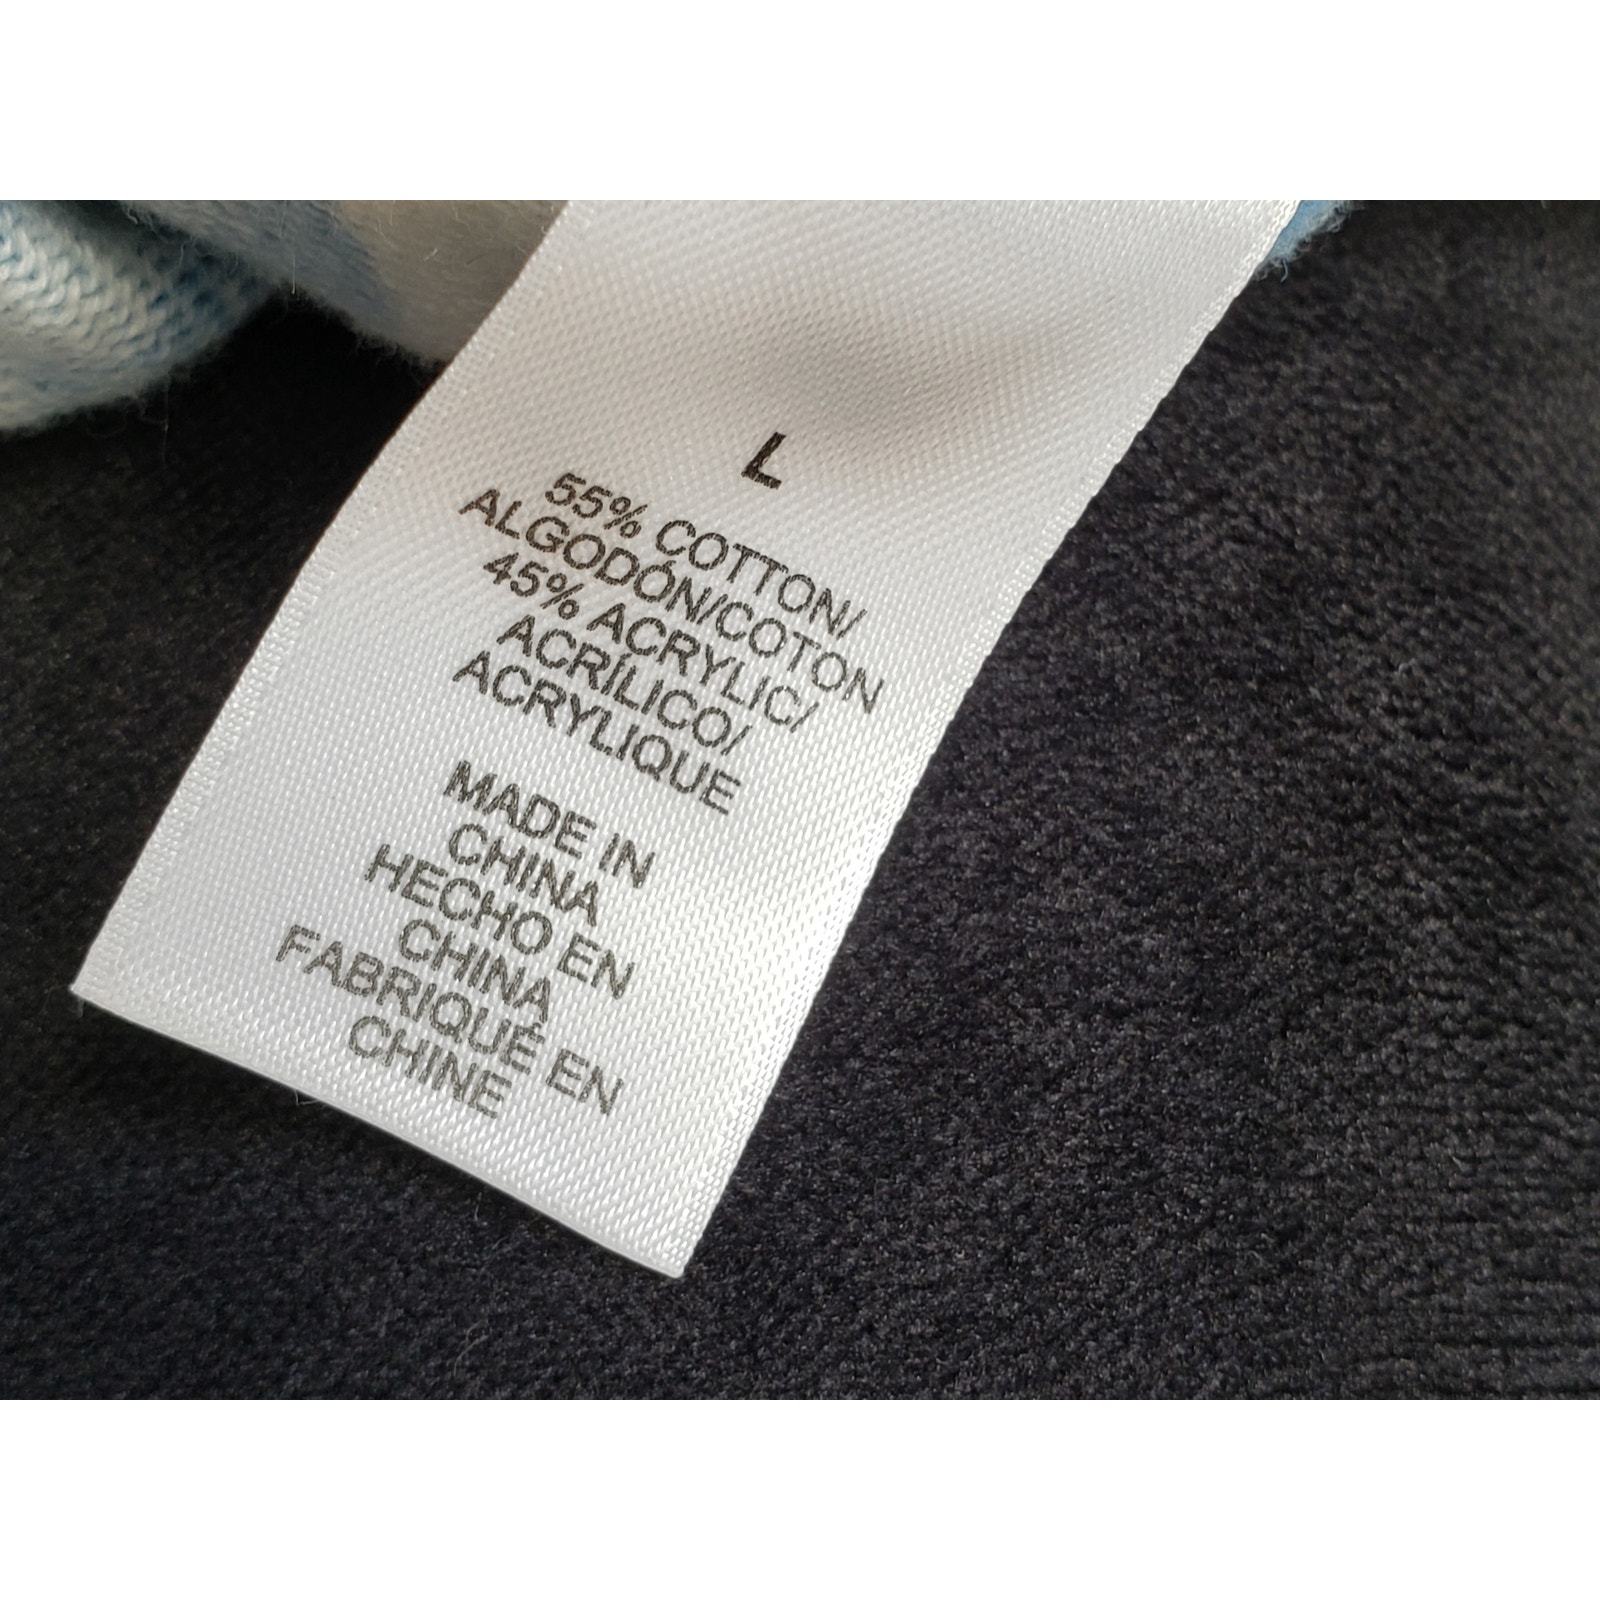 L
55% COTTON/
ALGODÓN/COTON
45% ACRYLIC/
ACRÍLICO/
ACRYLIQUE
MADE IN
CHINA
HECHO EN
CHINA
FABRIQUÉ EN
CHINE